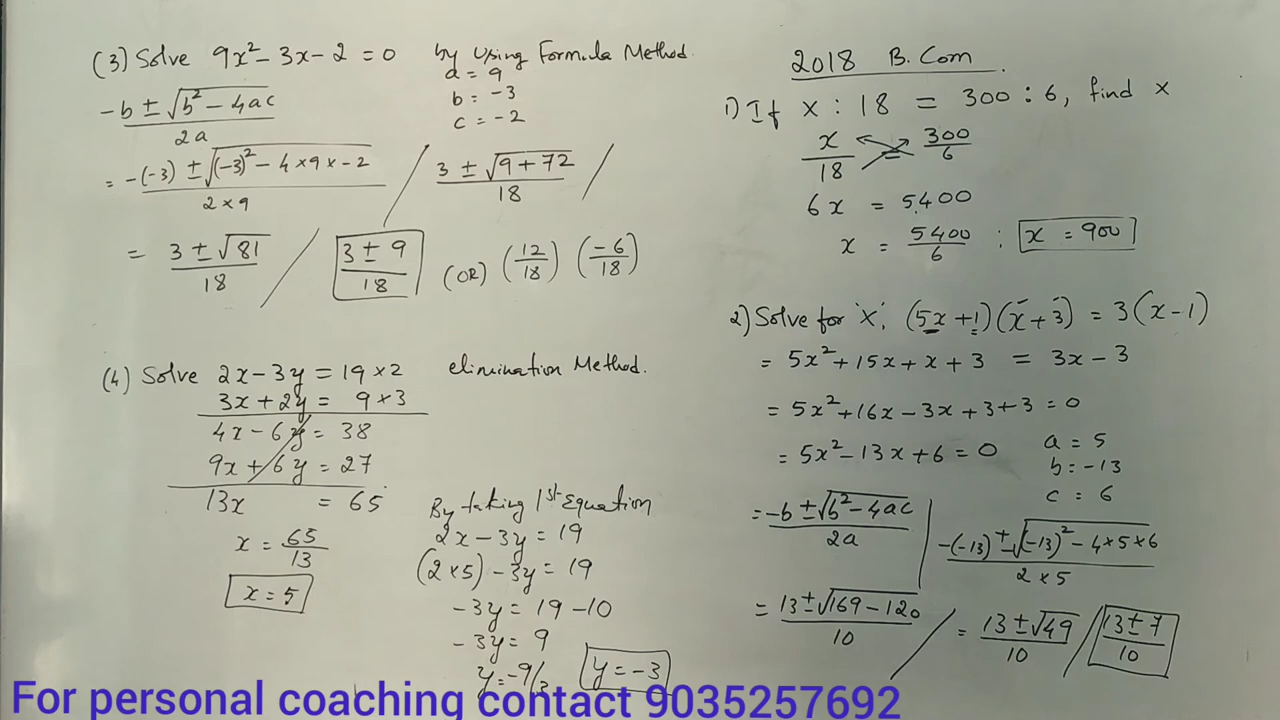 (3) Solve 9x² - 3x - 2 = 0 by Using Formula Method.
a = 9
b = -3
c = -2
-b ± √b² - 4ac / 2a
= -(-3) ± √(-3)² - 4 × 9 × -2 / 2 × 9 / 3 ± √9 + 72 / 18 /
= 3 ± √81 / 18 / 3 ± 9 / 18 (OR) (12/18) (-6/18)
(4) Solve 2x - 3y = 19 × 2 elimination Method.
3x + 2y = 9 × 3
4x - 6y = 38
9x + 6y = 27
13x = 65
x = 65/13
x = 5
By taking 1st Equation
2x - 3y = 19
(2 × 5) - 3y = 19
-3y = 19 - 10
-3y = 9
y = -9/3 y = -3
2018 B.Com
1) If x : 18 = 300 : 6, find x
x/18 = 300/6
6x = 5400
x = 5400/6 : x = 900
2) Solve for 'x', (5x + 1)(x + 3) = 3(x - 1)
= 5x² + 15x + x + 3 = 3x - 3
= 5x² + 16x - 3x + 3 + 3 = 0
= 5x² - 13x + 6 = 0
a = 5
b = -13
c = 6
= -b ± √b² - 4ac / 2a | -(-13) ± √(-13)² - 4 × 5 × 6 / 2 × 5
= 13 ± √169 - 120 / 10 / = 13 ± √49 / 10 / 13 ± 7 / 10
For personal coaching contact 9035257692